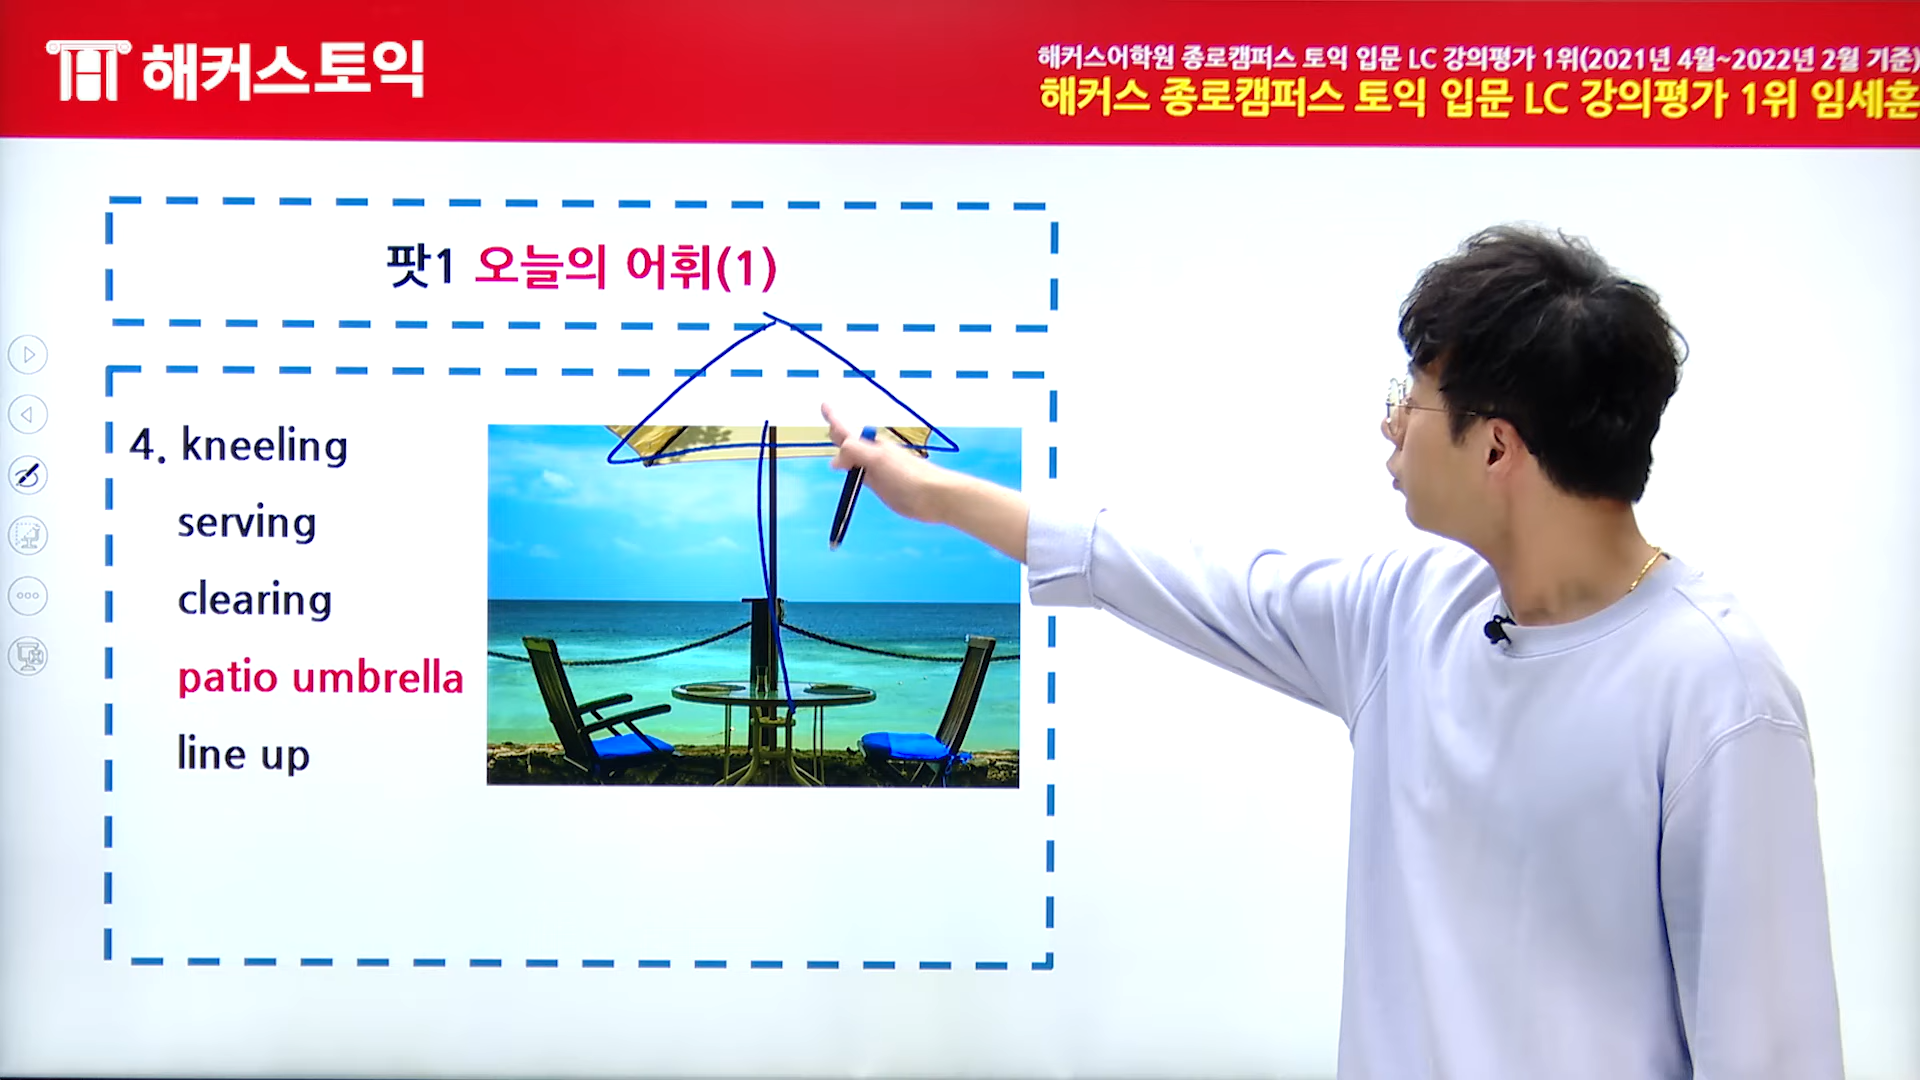 해커스토익
해커스어학원 종로캠퍼스 토익 입문 LC 강의평가 1위(2021년 4월~2022년 2월 기준)
해커스 종로캠퍼스 토익 입문 LC 강의평가 1위 임세훈
팟1 오늘의 어휘(1)
4. kneeling
serving
clearing
patio umbrella
line up